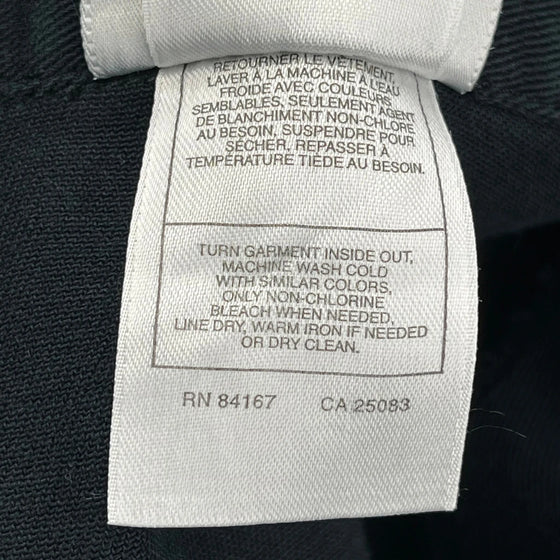 RETOURNER LE VÊTEMENT,
LAVER À LA MACHINE À L'EAU
FROIDE AVEC COULEURS
SEMBLABLES, SEULEMENT AGENT
DE BLANCHIMENT NON-CHLORE
AU BESOIN, SUSPENDRE POUR
SÉCHER, REPASSER À
TEMPÉRATURE TIÈDE AU BESOIN.
TURN GARMENT INSIDE OUT,
MACHINE WASH COLD
WITH SIMILAR COLORS,
ONLY NON-CHLORINE
BLEACH WHEN NEEDED,
LINE DRY, WARM IRON IF NEEDED
OR DRY CLEAN.
RN 84167 CA 25083